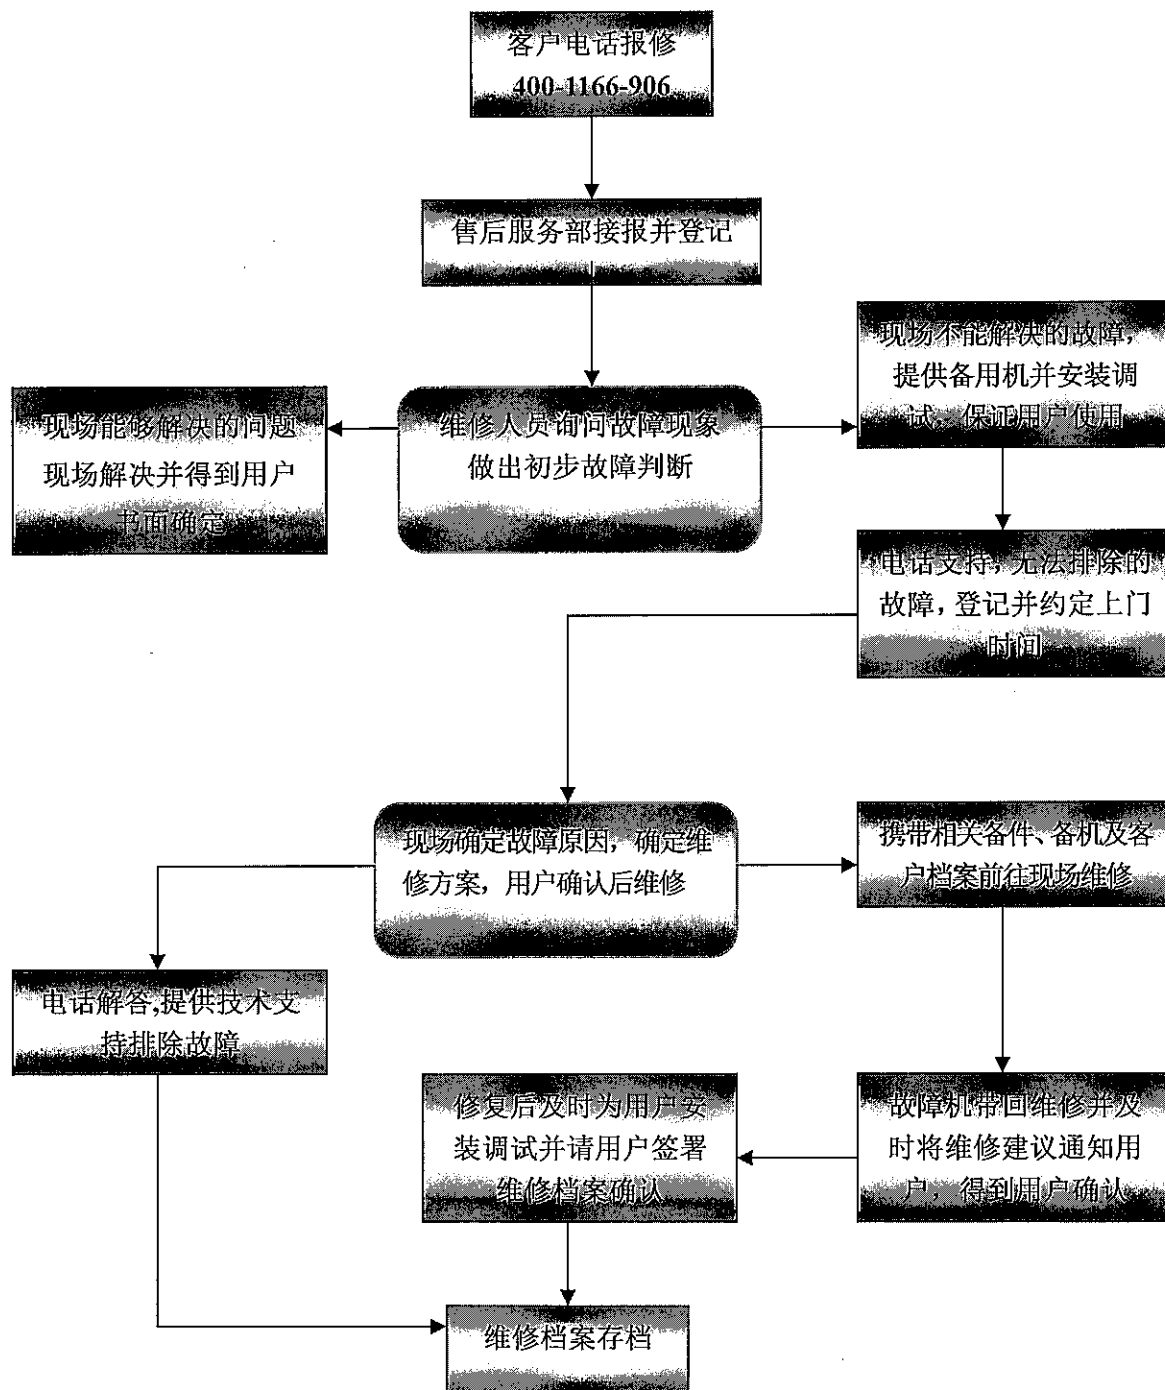 客户电话报修
400-1166-906
售后服务部接报并登记
现场不能解决的故障，
提供备用机并安装调
试，保证用户使用
现场能够解决的问题
现场解决并得到用户
书面确定
维修人员询问故障现象
做出初步故障判断
电话支持，无法排除的
故障，登记并约定上门
时间
现场确定故障原因，确定维
修方案，用户确认后维修
携带相关备件、备机及客
户档案前往现场维修
电话解答,提供技术支
持排除故障
修复后及时为用户安
装调试并请用户签署
维修档案确认
故障机带回维修并及
时将维修建议通知用
户，得到用户确认
维修档案存档